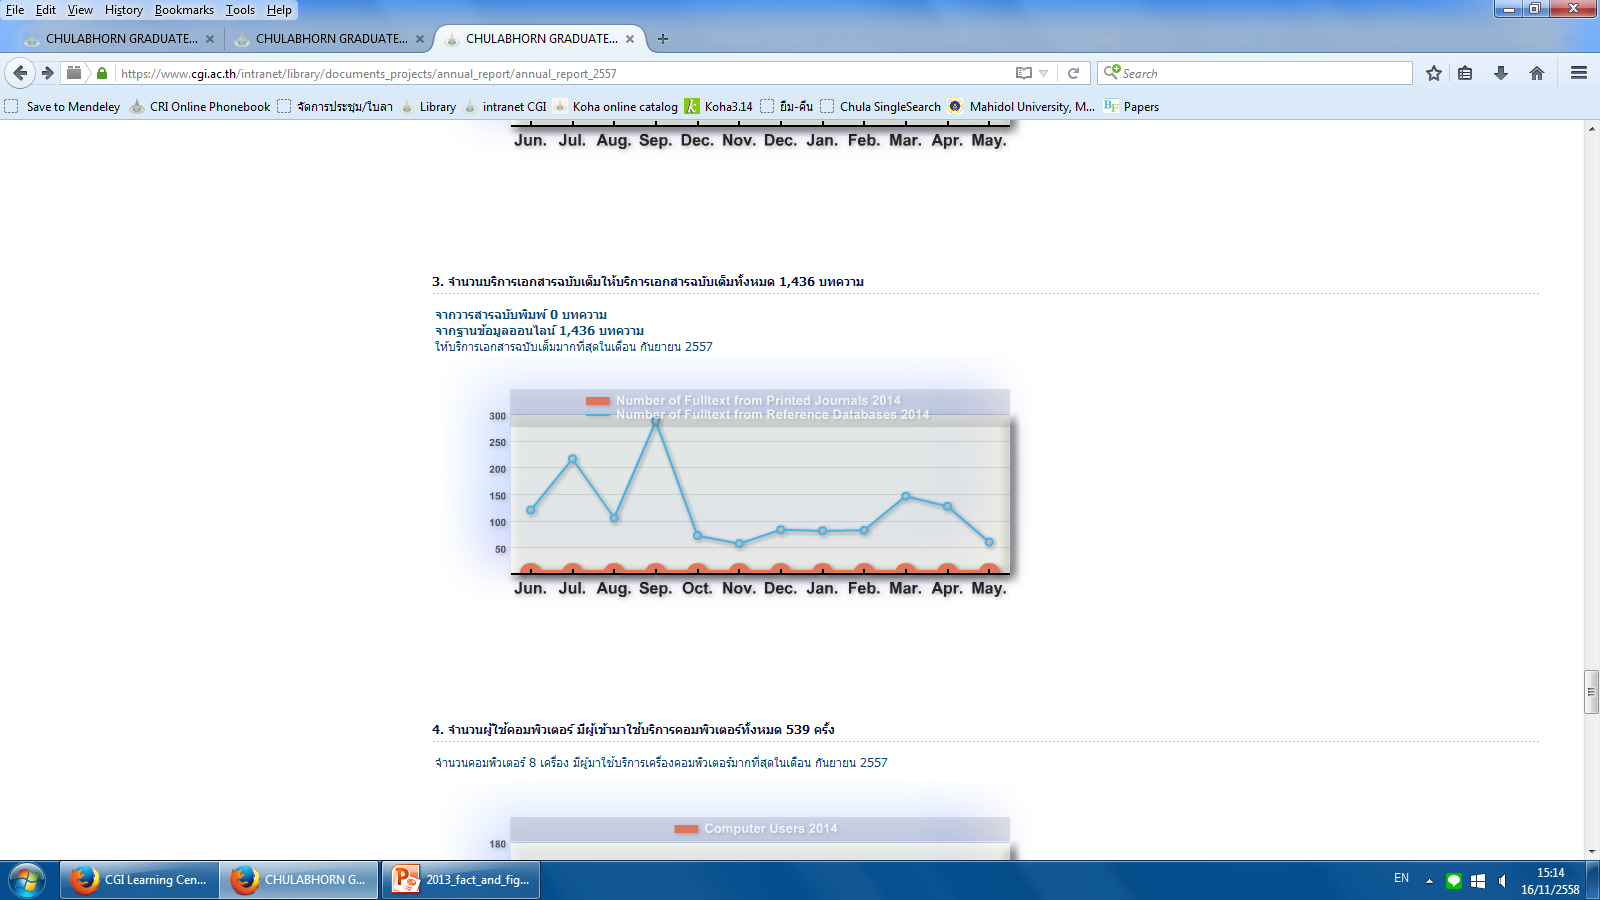 File Edit View History Bookmarks Tools Help
CHULABHORN GRADUATE... CHULABHORN GRADUATE... CHULABHORN GRADUATE...
https://www.cgi.ac.th/intranet/library/documents_projects/annual_report/annual_report_2557 Search
Save to Mendeley CRI Online Phonebook จัดการประชุม/ใบลา Library intranet CGI Koha online catalog Koha3.14 ยืม-คืน Chula SingleSearch Mahidol University, M... Papers
Jun. Jul. Aug. Sep. Dec. Nov. Dec. Jan. Feb. Mar. Apr. May.
3. จำนวนบริการเอกสารฉบับเต็มให้บริการเอกสารฉบับเต็มทั้งหมด 1,436 บทความ
จากวารสารฉบับพิมพ์ 0 บทความ
จากฐานข้อมูลออนไลน์ 1,436 บทความ
ให้บริการเอกสารฉบับเต็มมากที่สุดในเดือน กันยายน 2557
Number of Fulltext from Printed Journals 2014
Number of Fulltext from Reference Databases 2014
300
250
200
150
100
50
Jun. Jul. Aug. Sep. Oct. Nov. Dec. Jan. Feb. Mar. Apr. May.
4. จำนวนผู้ใช้คอมพิวเตอร์ มีผู้เข้ามาใช้บริการคอมพิวเตอร์ทั้งหมด 539 ครั้ง
จำนวนคอมพิวเตอร์ 8 เครื่อง มีผู้มาใช้บริการเครื่องคอมพิวเตอร์มากที่สุดในเดือน กันยายน 2557
Computer Users 2014
180
CGI Learning Cen... CHULABHORN G... 2013_fact_and_fig... EN 15:14
16/11/2558